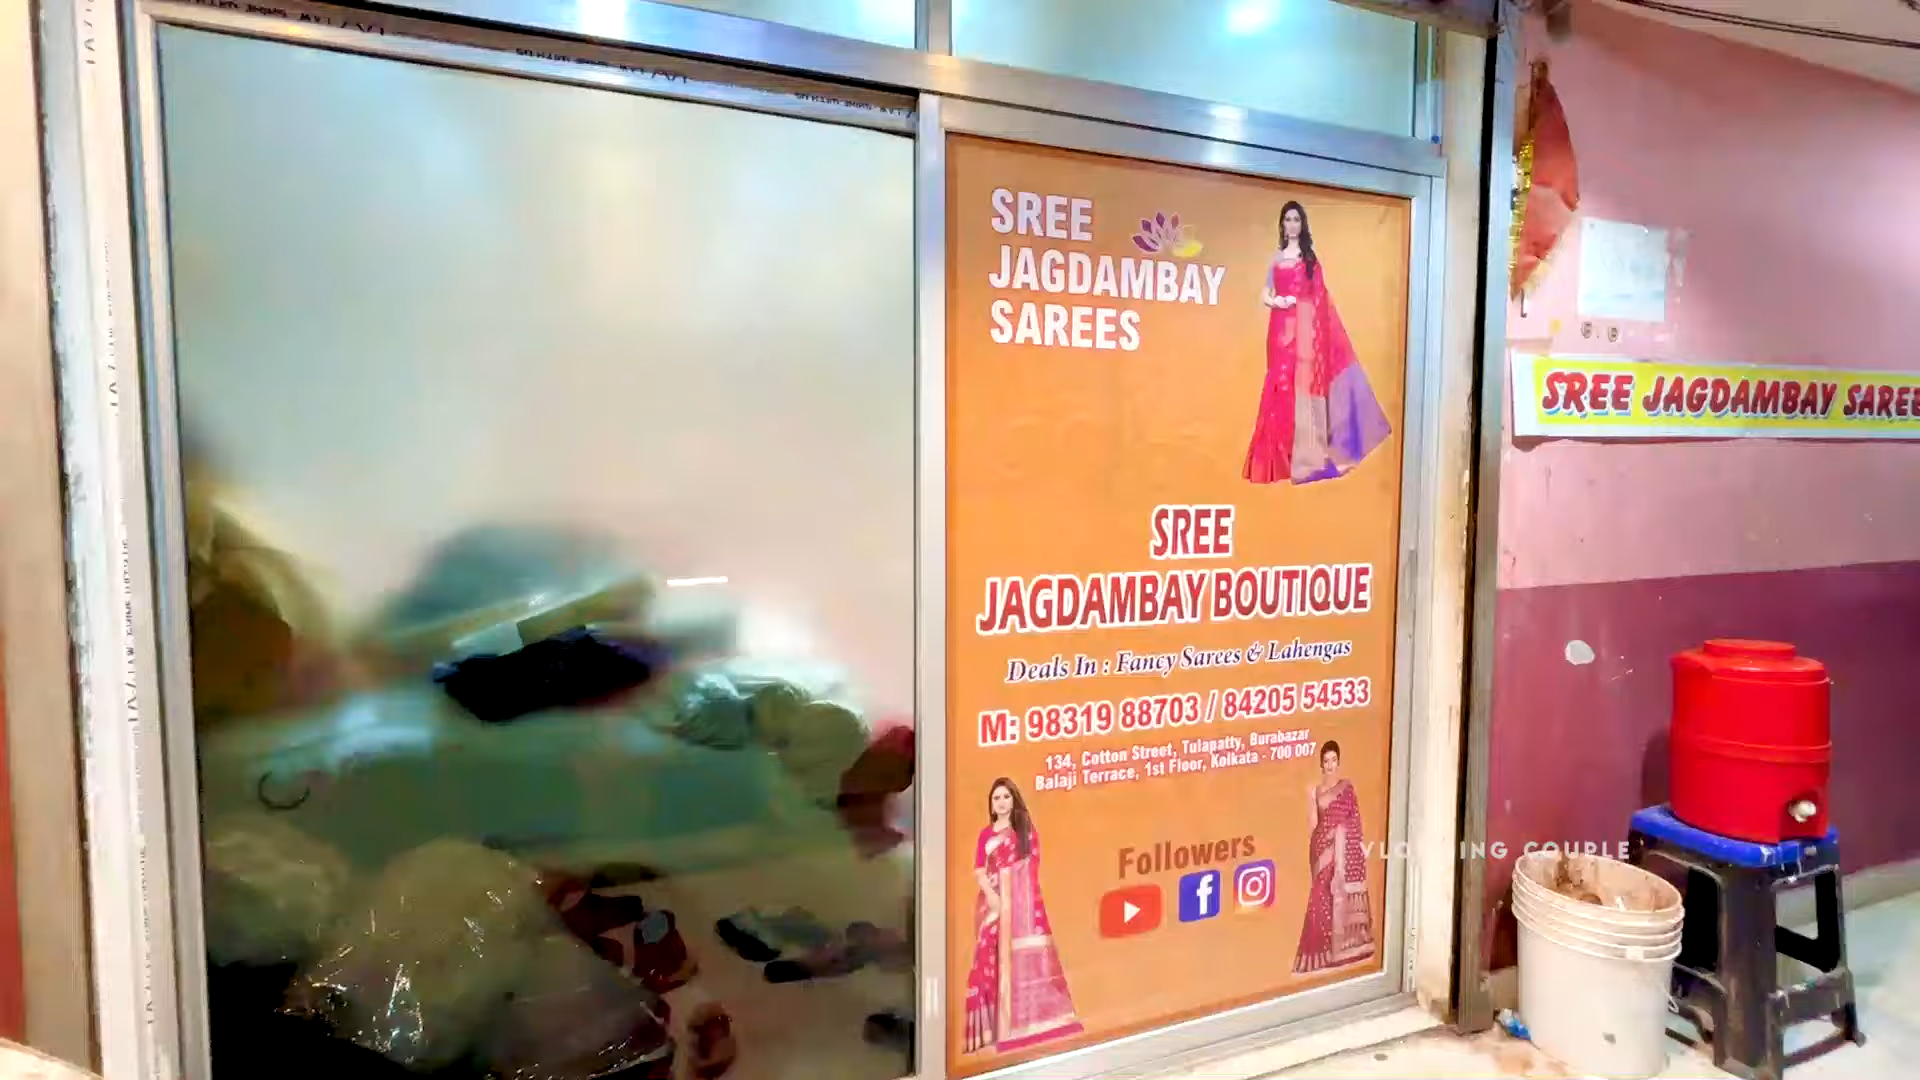 SREE
JAGDAMBAY
SAREES
SREE
JAGDAMBAY BOUTIQUE
Deals In : Fancy Sarees & Lahengas
M: 98319 88703 / 84205 54533
134, Cotton Street, Tulapatty, Burabazar
Balaji Terrace, 1st Floor, Kolkata - 700 007
Followers
SREE JAGDAMBAY SAREE
COUPLE